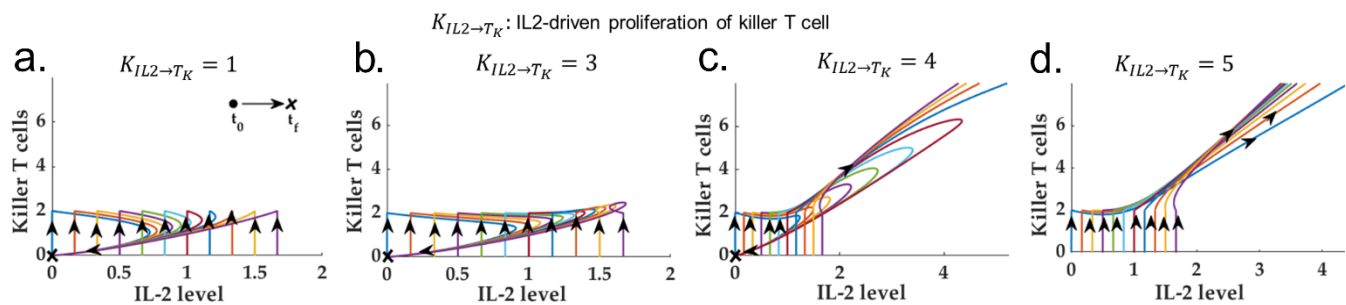 K_{IL2→T_K}: IL2-driven proliferation of killer T cell
a.
K_{IL2→T_K} = 1
t_0
t_f
Killer T cells
6
4
2
0
0 0.5 1 1.5 2
IL-2 level
b.
K_{IL2→T_K} = 3
Killer T cells
6
4
2
0
0 0.5 1 1.5 2
IL-2 level
c.
K_{IL2→T_K} = 4
Killer T cells
6
4
2
0
0 2 4
IL-2 level
d.
K_{IL2→T_K} = 5
Killer T cells
6
4
2
0
0 1 2 3 4
IL-2 level